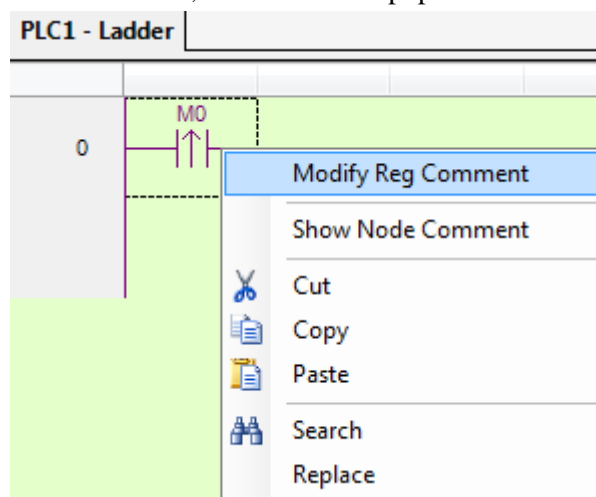 PLC1 - Ladder
M0
0
Modify Reg Comment
Show Node Comment
Cut
Copy
Paste
Search
Replace